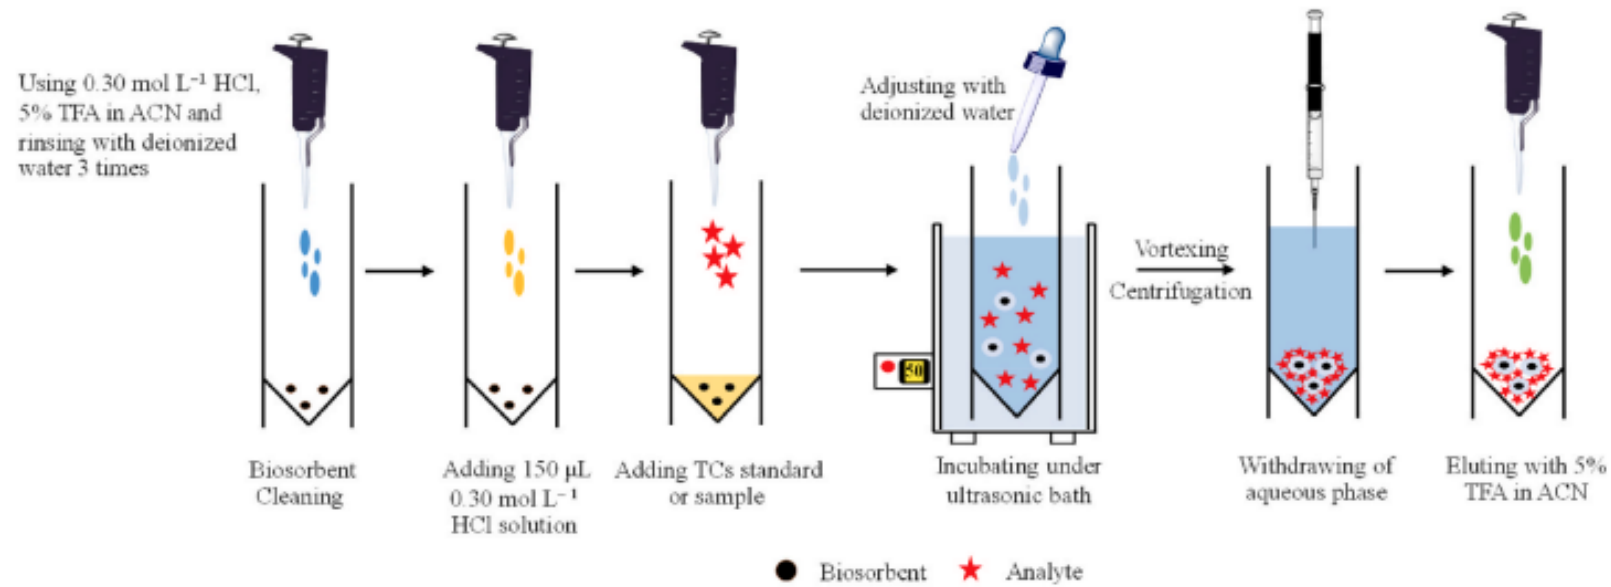 Using 0.30 mol L⁻¹ HCl,
5% TFA in ACN and
rinsing with deionized
water 3 times
Adjusting with
deionized water
Vortexing
Centrifugation
50
Biosorbent
Cleaning
Adding 150 μL
0.30 mol L⁻¹
HCl solution
Adding TCs standard
or sample
Incubating under
ultrasonic bath
Withdrawing of
aqueous phase
Eluting with 5%
TFA in ACN
Biosorbent
Analyte